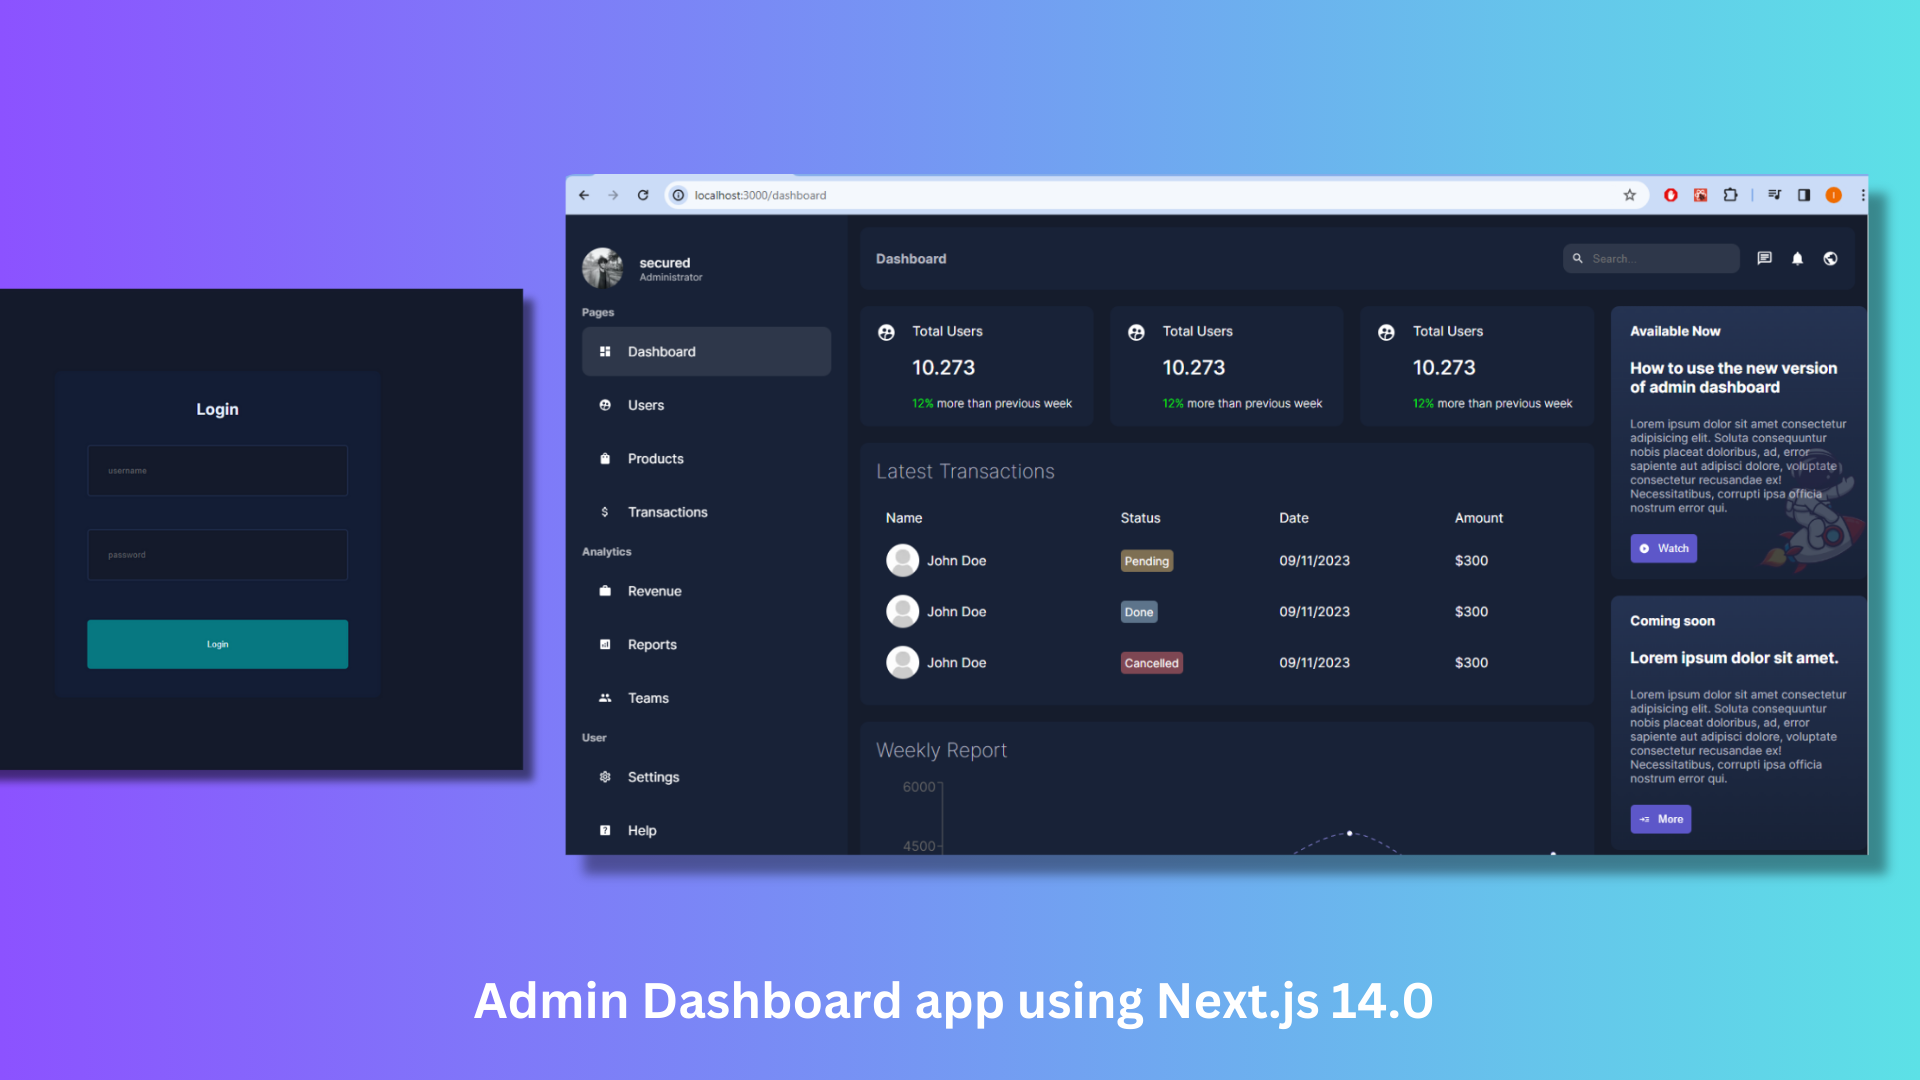 Login
username
password
Login
localhost:3000/dashboard
secured
Administrator
Pages
Dashboard
Users
Products
Transactions
Analytics
Revenue
Reports
Teams
User
Settings
Help
Dashboard
Search...
Total Users
10.273
12% more than previous week
Total Users
10.273
12% more than previous week
Total Users
10.273
12% more than previous week
Latest Transactions
Name Status Date Amount
John Doe Pending 09/11/2023 $300
John Doe Done 09/11/2023 $300
John Doe Cancelled 09/11/2023 $300
Weekly Report
6000
4500
Available Now
How to use the new version
of admin dashboard
Lorem ipsum dolor sit amet consectetur
adipisicing elit. Soluta consequuntur
nobis placeat doloribus, ad, error
sapiente aut adipisci dolore, voluptate
consectetur recusandae ex!
Necessitatibus, corrupti ipsa officia
nostrum error qui.
Watch
Coming soon
Lorem ipsum dolor sit amet.
Lorem ipsum dolor sit amet consectetur
adipisicing elit. Soluta consequuntur
nobis placeat doloribus, ad, error
sapiente aut adipisci dolore, voluptate
consectetur recusandae ex!
Necessitatibus, corrupti ipsa officia
nostrum error qui.
More
Admin Dashboard app using Next.js 14.0